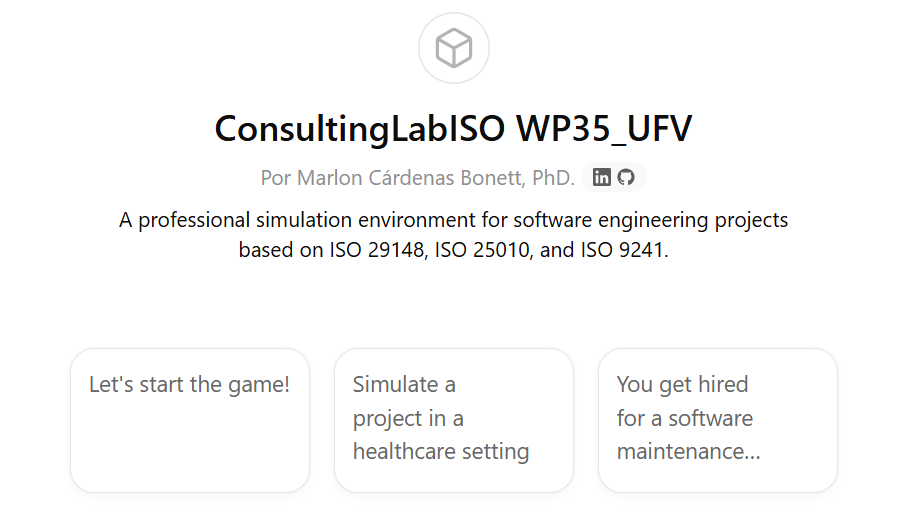 ConsultingLabISO WP35_UFV
Por Marlon Cárdenas Bonett, PhD.
A professional simulation environment for software engineering projects
based on ISO 29148, ISO 25010, and ISO 9241.
Let's start the game!
Simulate a
project in a
healthcare setting
You get hired
for a software
maintenance...